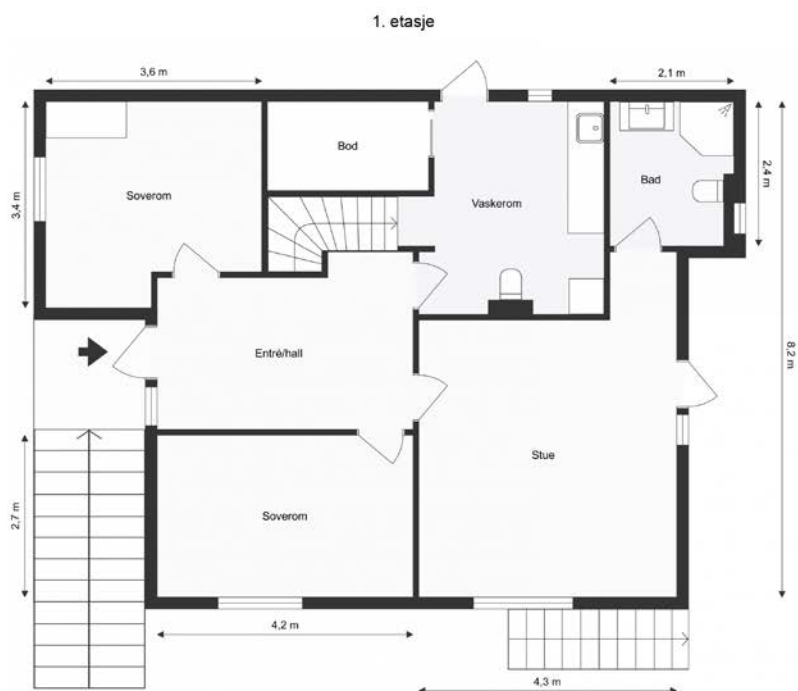 1. etasje
3,6 m
2,1 m
Bod
2,4 m
Soverom
Bad
3,4 m
Vaskerom
Entré/hall
8,2 m
Stue
2,7 m
Soverom
4,2 m
4,3 m